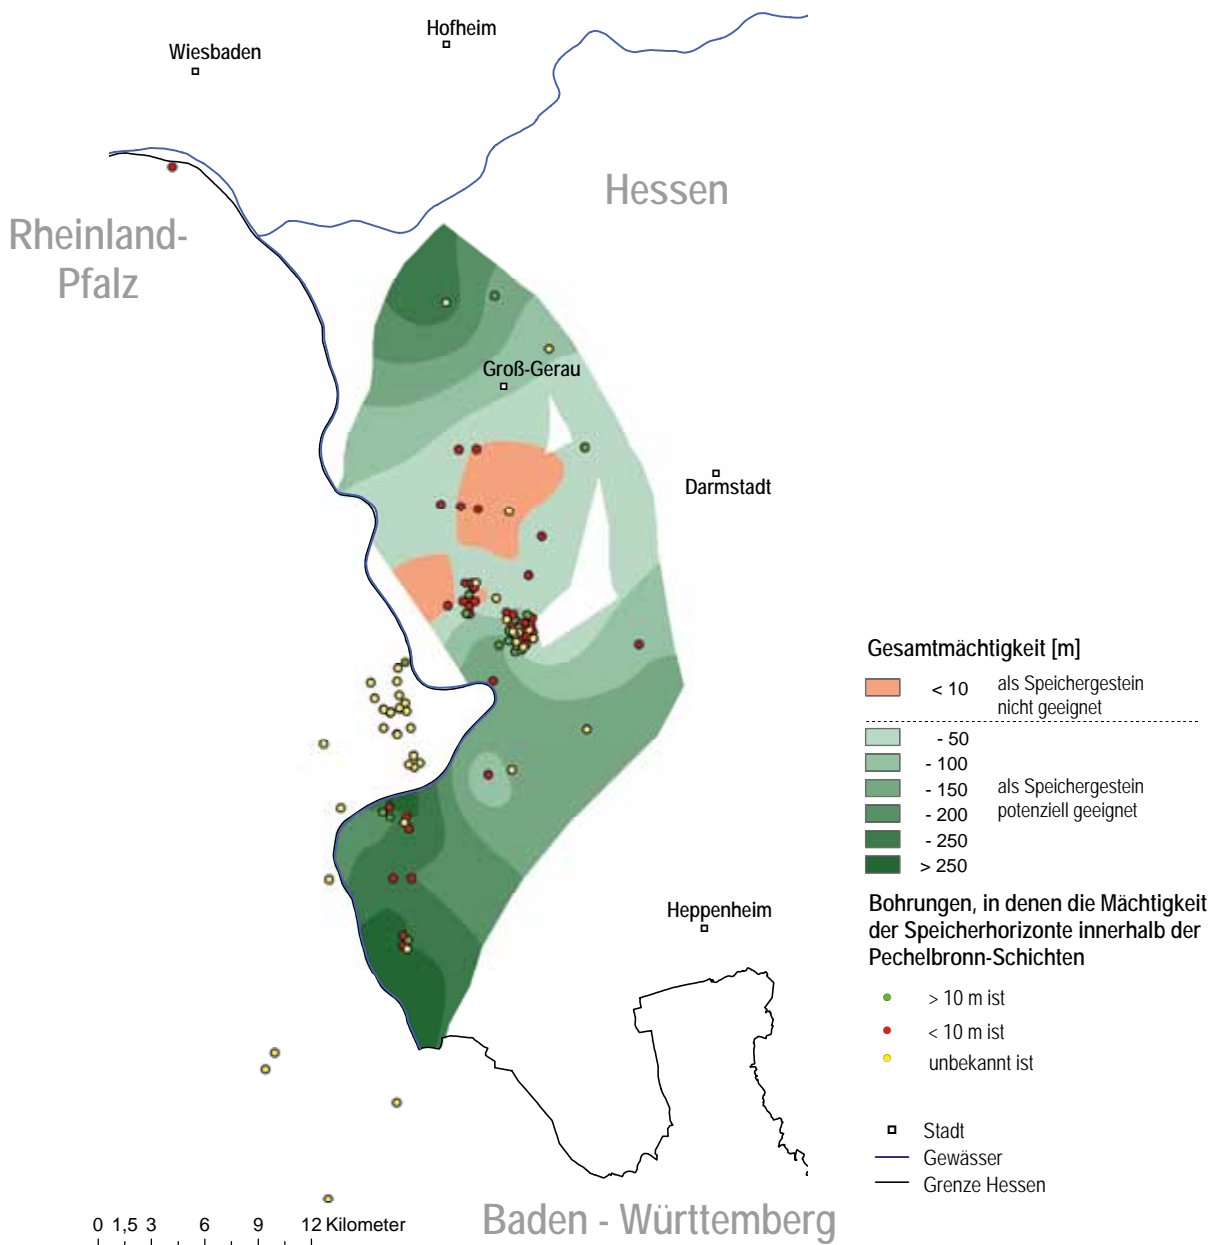 Hofheim
Wiesbaden
Hessen
Rheinland-
Pfalz
Groß-Gerau
Darmstadt
Gesamtmächtigkeit [m]
< 10
als Speichergestein
nicht geeignet
- 50
- 100
- 150
als Speichergestein
potenziell geeignet
- 200
- 250
> 250
Heppenheim
Bohrungen, in denen die Mächtigkeit
der Speicherhorizonte innerhalb der
Pechelbronn-Schichten
> 10 m ist
< 10 m ist
unbekannt ist
Stadt
Gewässer
Grenze Hessen
Baden - Württemberg
0 1,5 3 6 9 12 Kilometer